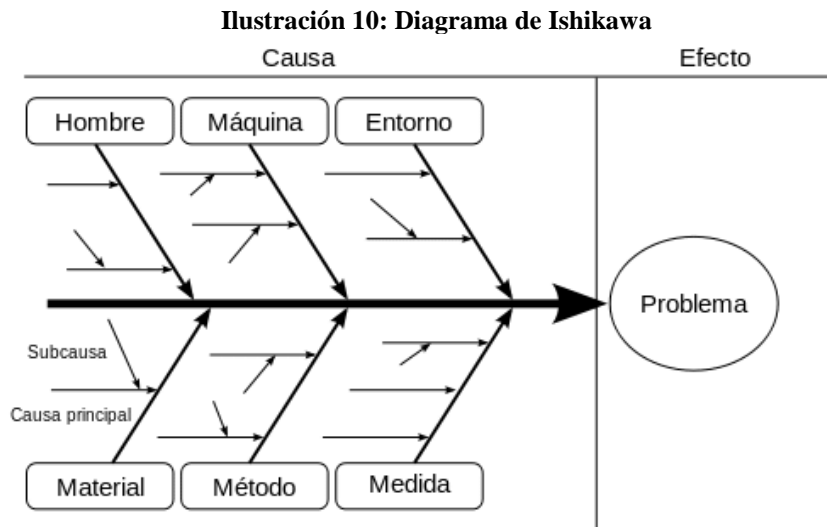 Ilustración 10: Diagrama de Ishikawa
Causa
Efecto
Hombre
Máquina
Entorno
Problema
Subcausa
Causa principal
Material
Método
Medida